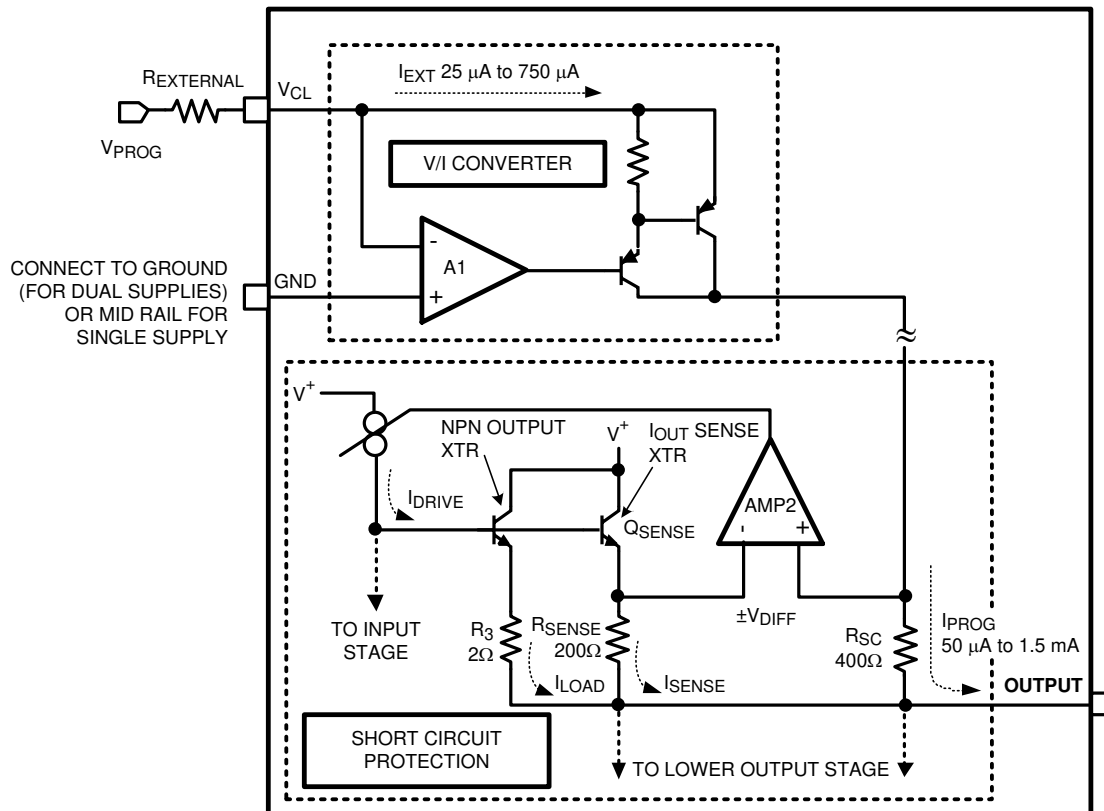 IEXT 25 μA to 750 μA
REXTERNAL
VCL
VPROG
V/I CONVERTER
-
A1
+
CONNECT TO GROUND
(FOR DUAL SUPPLIES)
OR MID RAIL FOR
SINGLE SUPPLY
GND
≈
V+
NPN OUTPUT
XTR
V+
IOUT SENSE
XTR
IDRIVE
QSENSE
AMP2
-
+
±VDIFF
TO INPUT
STAGE
R3
2Ω
RSENSE
200Ω
RSC
400Ω
IPROG
50 μA to 1.5 mA
ILOAD
ISENSE
OUTPUT
SHORT CIRCUIT
PROTECTION
TO LOWER OUTPUT STAGE